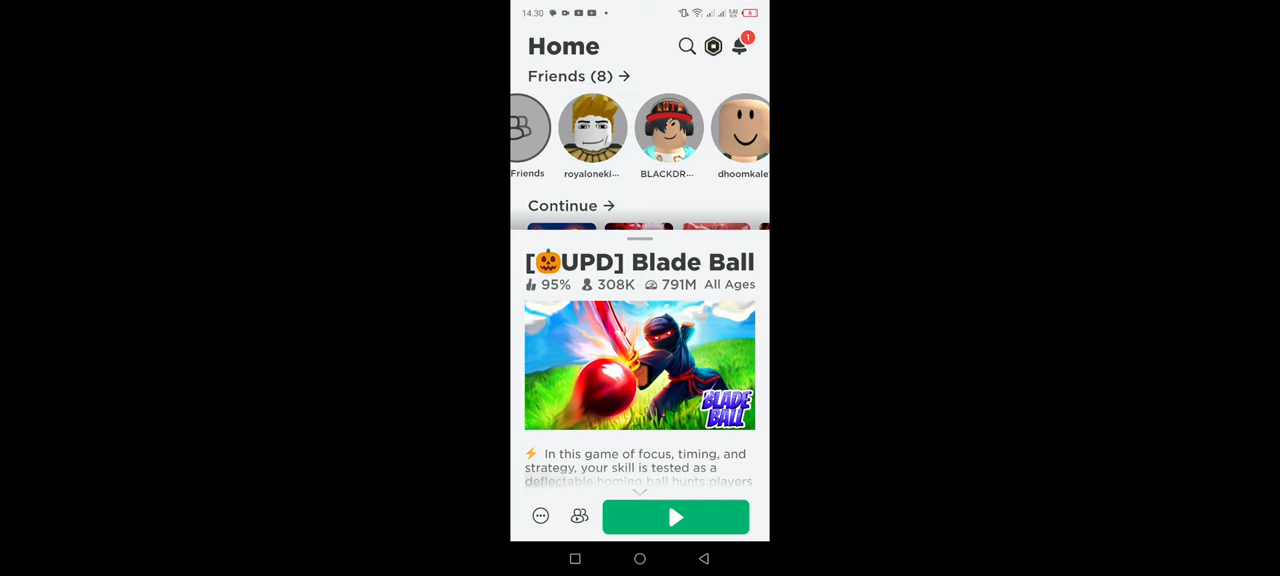 14.30
6
Home
1
Friends (8) →
Friends
royaloneki...
BLACKDR...
dhoomkale
Continue →
[🎃UPD] Blade Ball
95% 308K 791M All Ages
BLADE
BALL
⚡ In this game of focus, timing, and
strategy, your skill is tested as a
deflectable homing ball hunts players